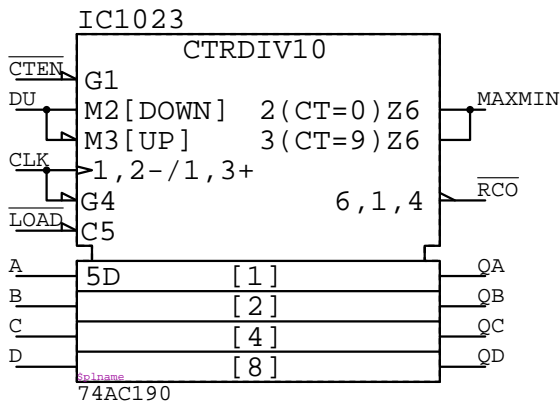 IC1023
CTRDIV10
CTEN G1
DU M2[DOWN] 2(CT=0)Z6 MAXMIN
M3[UP] 3(CT=9)Z6
CLK 1,2-/1,3+
G4 6,1,4 RCO
LOAD C5
A 5D [1] QA
B [2] QB
C [4] QC
D [8] QD
$plname
74AC190